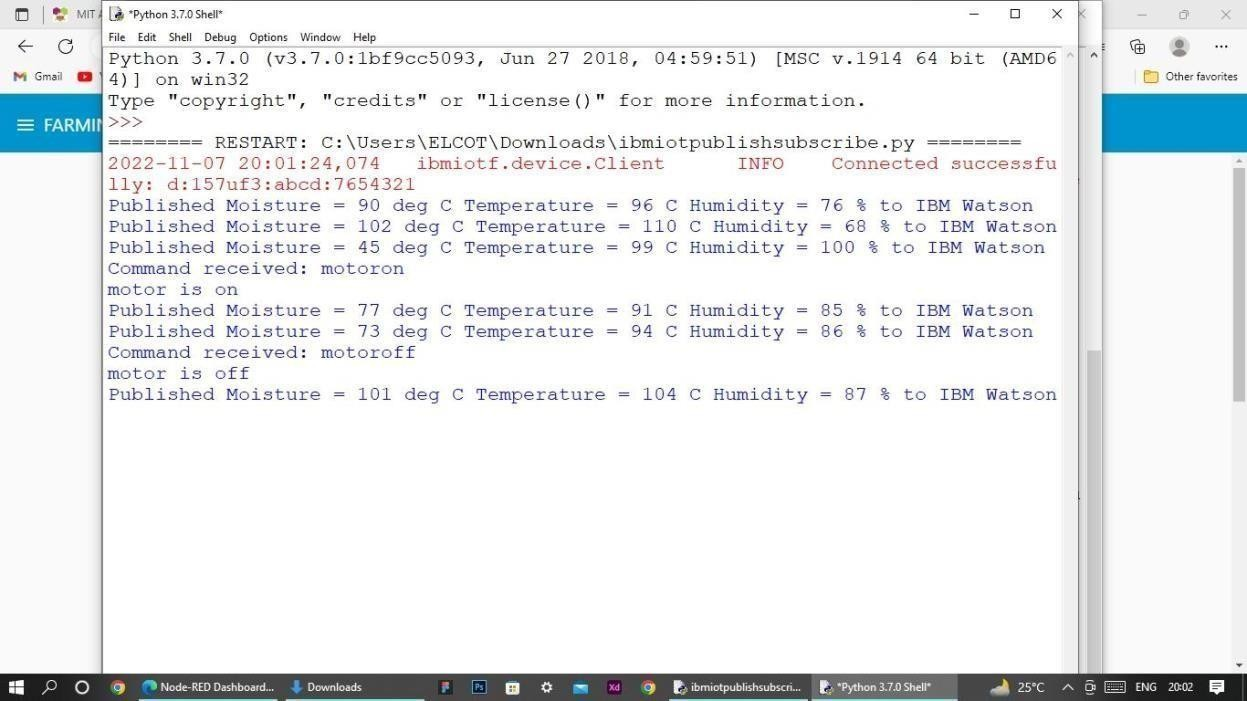 MIT A
*Python 3.7.0 Shell*
File Edit Shell Debug Options Window Help
Gmail
Other favorites
FARMIN
Python 3.7.0 (v3.7.0:1bf9cc5093, Jun 27 2018, 04:59:51) [MSC v.1914 64 bit (AMD6
4)] on win32
Type "copyright", "credits" or "license()" for more information.
>>>
======== RESTART: C:\Users\ELCOT\Downloads\ibmiotpublishsubscribe.py ========
2022-11-07 20:01:24,074 ibmiotf.device.Client INFO Connected successfu
lly: d:157uf3:abcd:7654321
Published Moisture = 90 deg C Temperature = 96 C Humidity = 76 % to IBM Watson
Published Moisture = 102 deg C Temperature = 110 C Humidity = 68 % to IBM Watson
Published Moisture = 45 deg C Temperature = 99 C Humidity = 100 % to IBM Watson
Command received: motoron
motor is on
Published Moisture = 77 deg C Temperature = 91 C Humidity = 85 % to IBM Watson
Published Moisture = 73 deg C Temperature = 94 C Humidity = 86 % to IBM Watson
Command received: motoroff
motor is off
Published Moisture = 101 deg C Temperature = 104 C Humidity = 87 % to IBM Watson
Node-RED Dashboard... Downloads Ps Xd ibmiotpublishsubscri... *Python 3.7.0 Shell* 25°C ENG 20:02